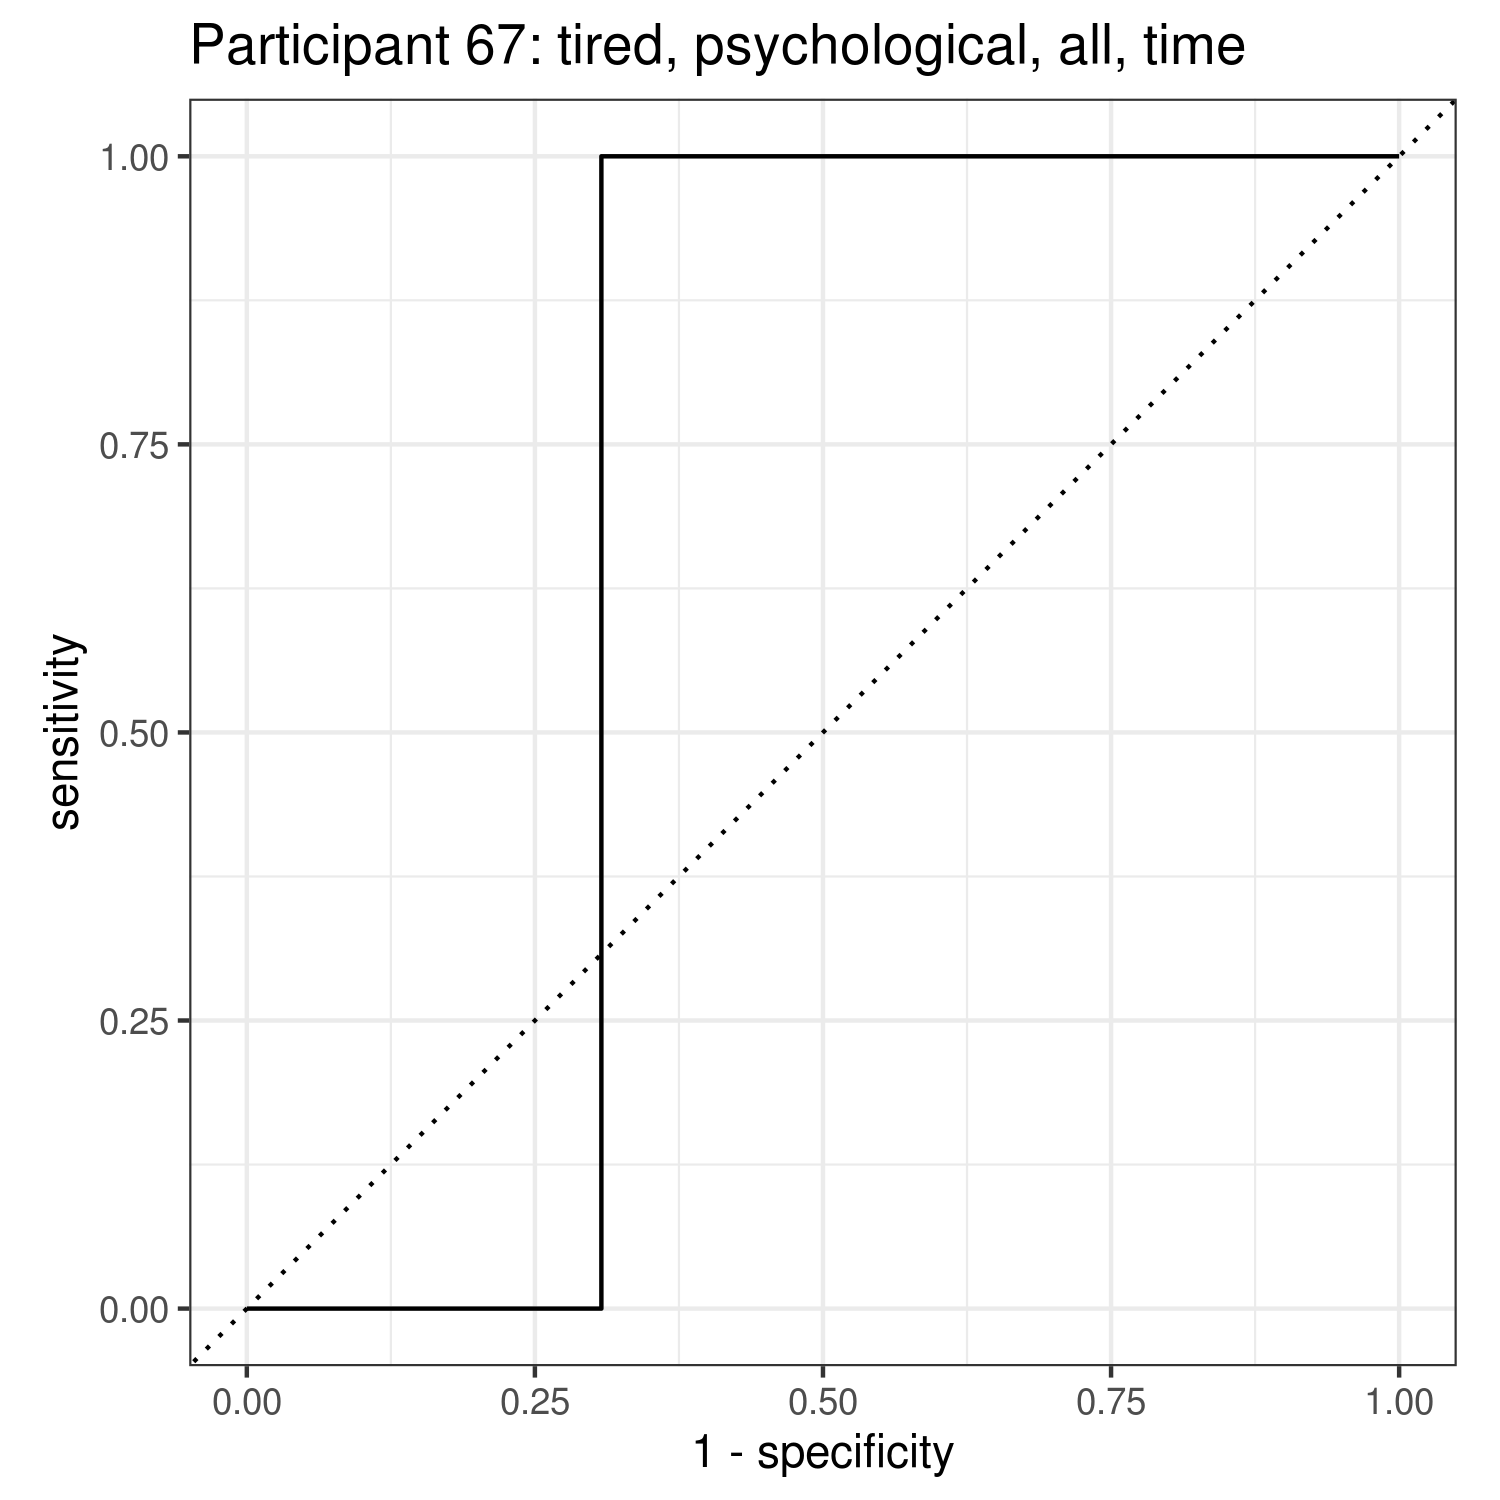 Participant 67: tired, psychological, all, time
1.00
0.75
0.50
0.25
0.00
sensitivity
0.00 0.25 0.50 0.75 1.00
1 - specificity